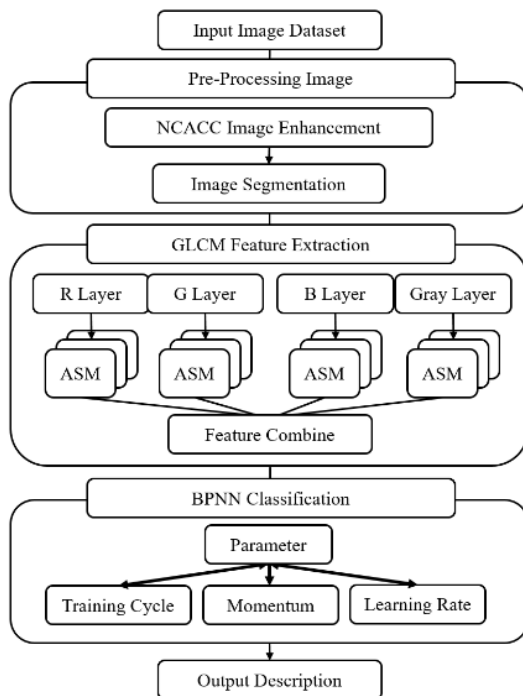 Input Image Dataset
Pre-Processing Image
NCACC Image Enhancement
Image Segmentation
GLCM Feature Extraction
R Layer
G Layer
B Layer
Gray Layer
ASM
ASM
ASM
ASM
Feature Combine
BPNN Classification
Parameter
Training Cycle
Momentum
Learning Rate
Output Description